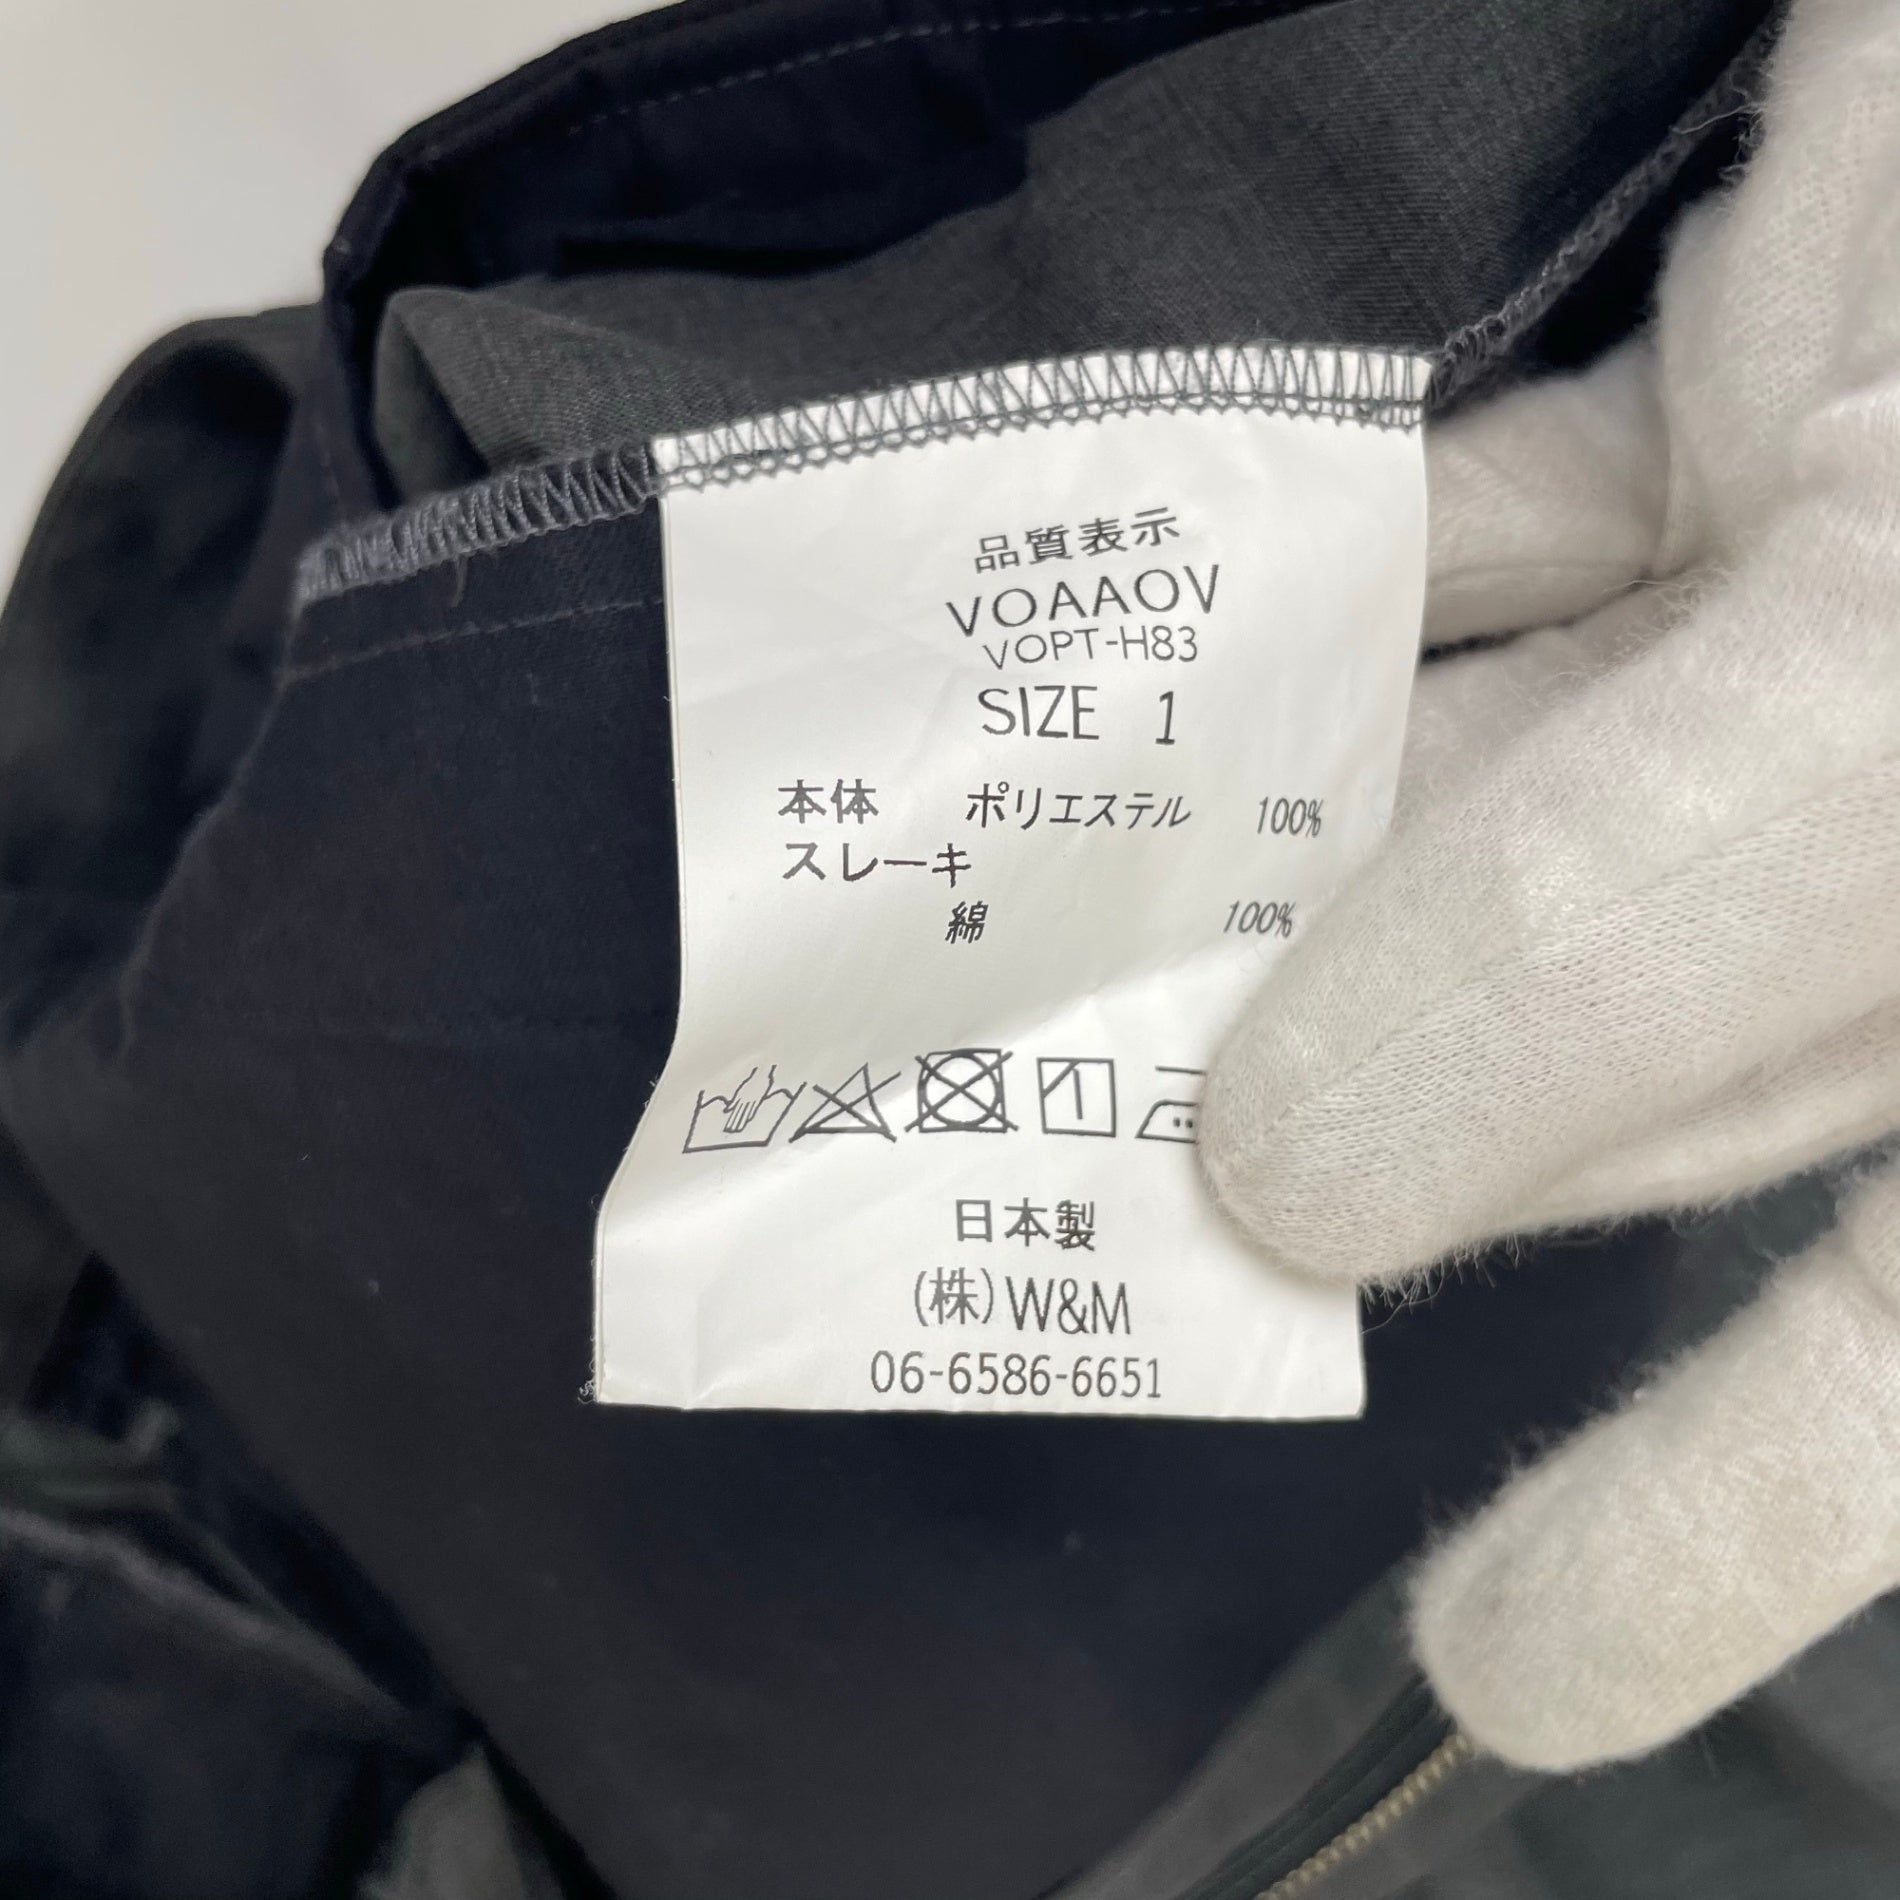 品質表示
VOAAOV
VOPT-H83
SIZE 1
本体 ポリエステル 100%
スレーキ
綿 100%
日本製
(株)W&M
06-6586-6651